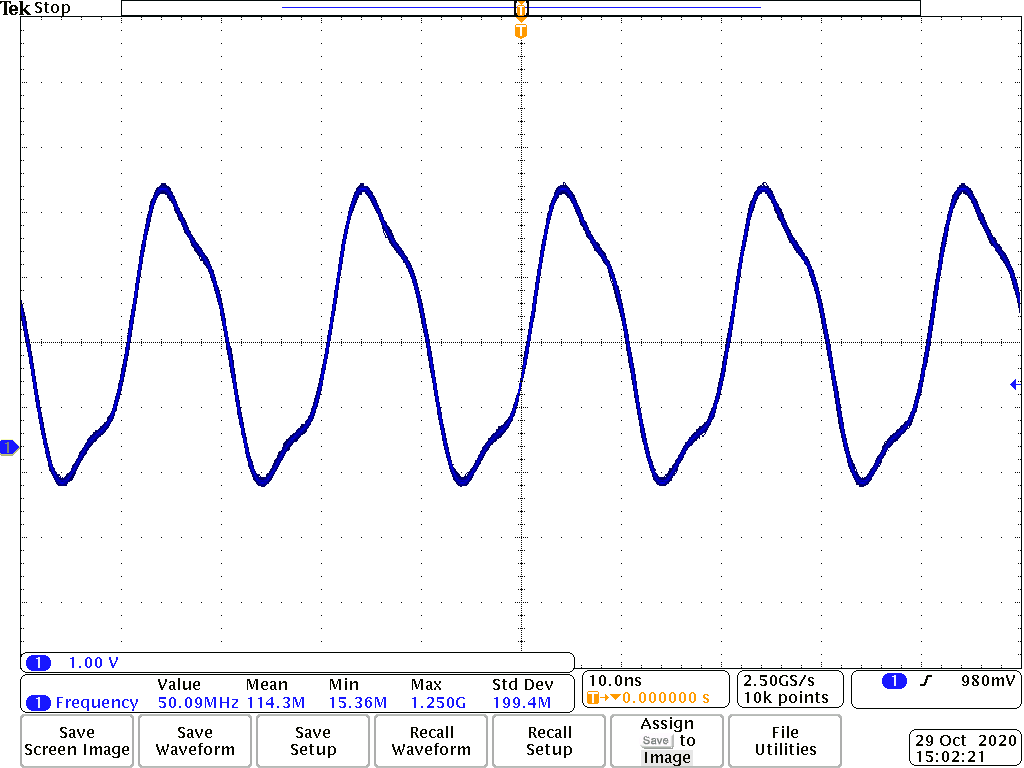 Tek Stop
T
T
1
1 1.00 V
Value Mean Min Max Std Dev
1 Frequency 50.09MHz 114.3M 15.36M 1.250G 199.4M
10.0ns
T→▼0.000000 s
2.50GS/s
10k points
1 980mV
Save
Screen Image
Save
Waveform
Save
Setup
Recall
Waveform
Recall
Setup
Assign
Save to
Image
File
Utilities
29 Oct 2020
15:02:21